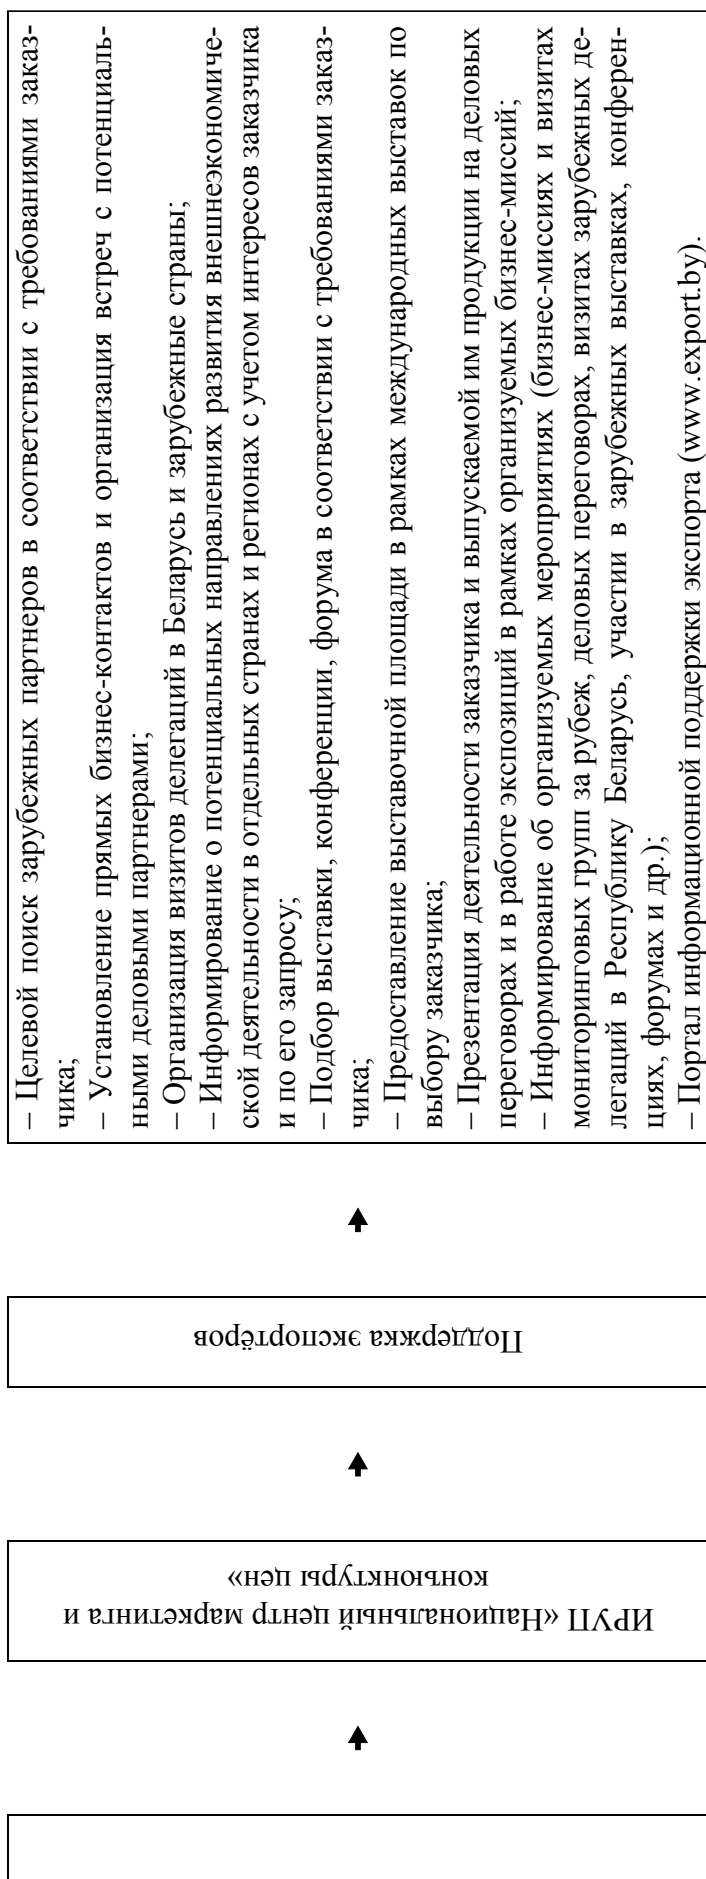 – Целевой поиск зарубежных партнеров в соответствии с требованиями заказ-
чика;
– Установление прямых бизнес-контактов и организация встреч с потенциаль-
ными деловыми партнерами;
– Организация визитов делегаций в Беларусь и зарубежные страны;
– Информирование о потенциальных направлениях развития внешнеэкономиче-
ской деятельности в отдельных странах и регионах с учетом интересов заказчика
и по его запросу;
– Подбор выставки, конференции, форума в соответствии с требованиями заказ-
чика;
– Предоставление выставочной площади в рамках международных выставок по
выбору заказчика;
– Презентация деятельности заказчика и выпускаемой им продукции на деловых
переговорах и в работе экспозиций в рамках организуемых бизнес-миссий;
– Информирование об организуемых мероприятиях (бизнес-миссиях и визитах
мониторинговых групп за рубеж, деловых переговорах, визитах зарубежных де-
легаций в Республику Беларусь, участии в зарубежных выставках, конферен-
циях, форумах и др.);
– Портал информационной поддержки экспорта (www.export.by).
Поддержка экспортёров
ИРУП «Национальный центр маркетинга и
конъюнктуры цен»